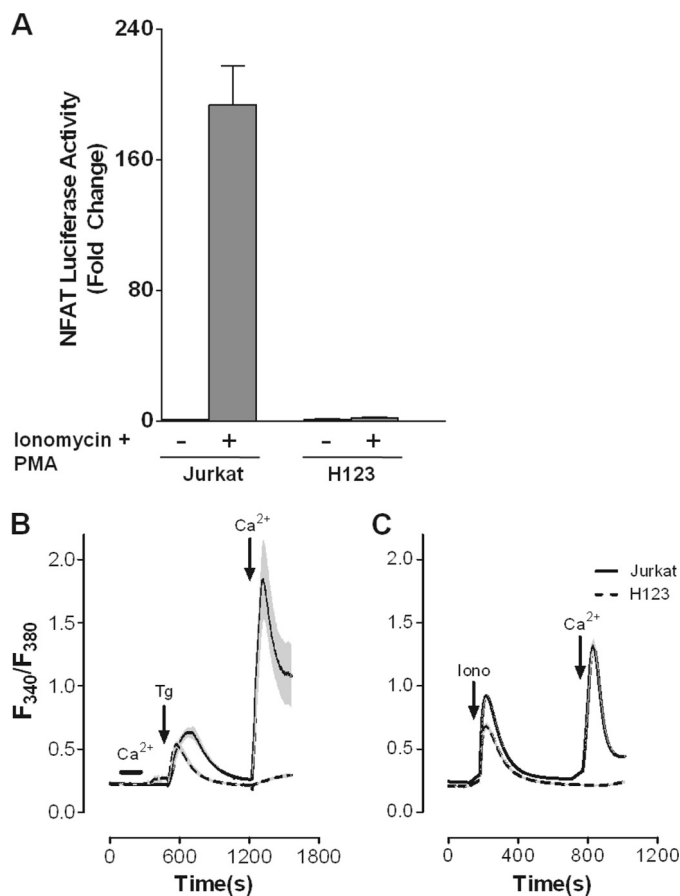 A
NFAT Luciferase Activity
(Fold Change)
240
160
80
0
Ionomycin +
PMA
- + - +
Jurkat H123
B
F340/F380
2.0
1.5
1.0
0.5
0.0
Ca2+
Tg
Ca2+
0 600 1200 1800
Time(s)
C
2.0
1.5
1.0
0.5
0.0
Jurkat
H123
Iono
Ca2+
0 400 800 1200
Time(s)